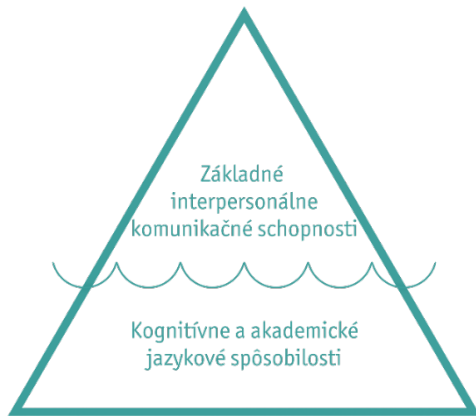 Základné
interpersonálne
komunikačné schopnosti
Kognitívne a akademické
jazykové spôsobilosti